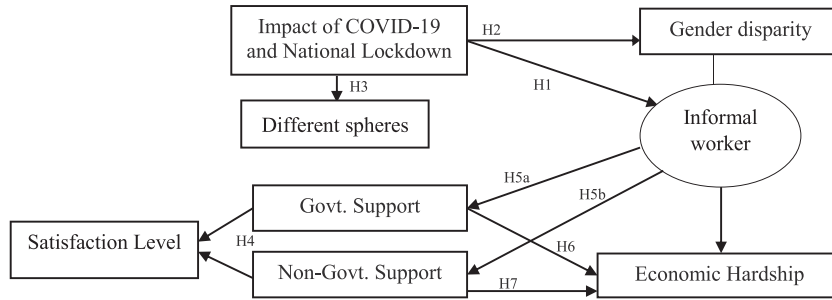 Impact of COVID-19
and National Lockdown
H2
Gender disparity
H1
H3
Different spheres
Informal
worker
H5a
H5b
Govt. Support
Satisfaction Level
H4
H6
Non-Govt. Support
H7
Economic Hardship